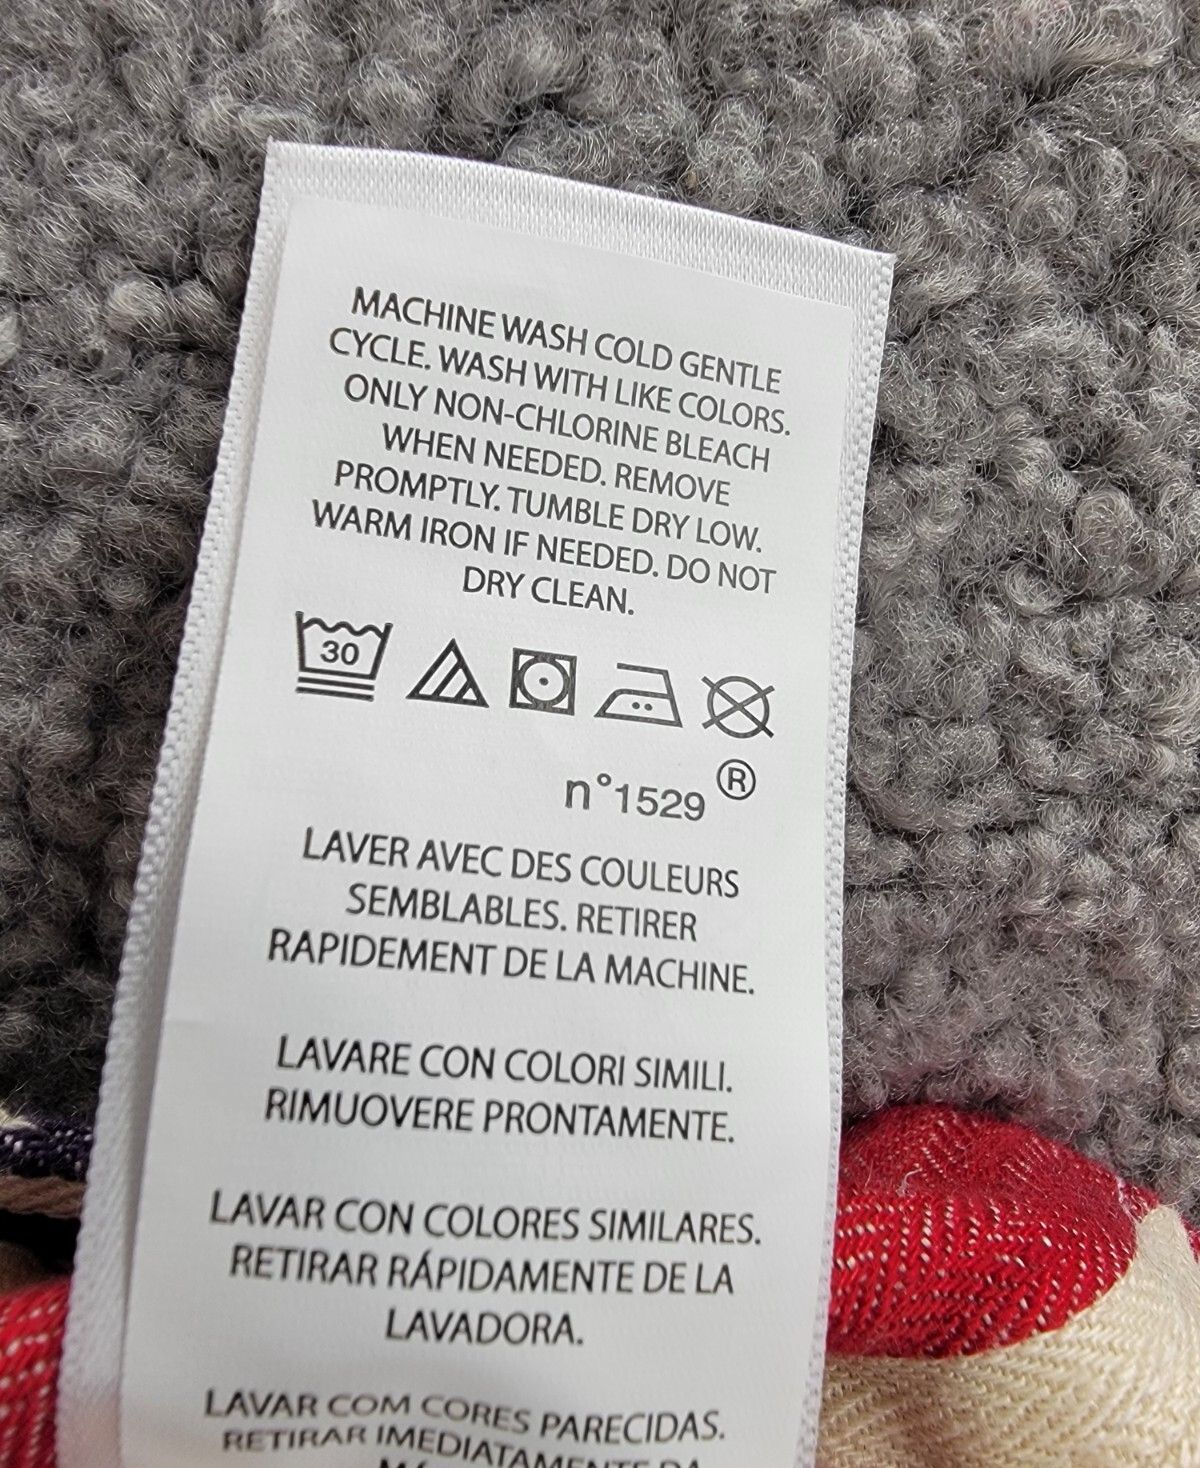 MACHINE WASH COLD GENTLE
CYCLE. WASH WITH LIKE COLORS.
ONLY NON-CHLORINE BLEACH
WHEN NEEDED. REMOVE
PROMPTLY. TUMBLE DRY LOW.
WARM IRON IF NEEDED. DO NOT
DRY CLEAN.
30
n°1529 ®
LAVER AVEC DES COULEURS
SEMBLABLES. RETIRER
RAPIDEMENT DE LA MACHINE.
LAVARE CON COLORI SIMILI.
RIMUOVERE PRONTAMENTE.
LAVAR CON COLORES SIMILARES.
RETIRAR RÁPIDAMENTE DE LA
LAVADORA.
LAVAR COM CORES PARECIDAS.
RETIRAR IMEDIATAMENTE DA